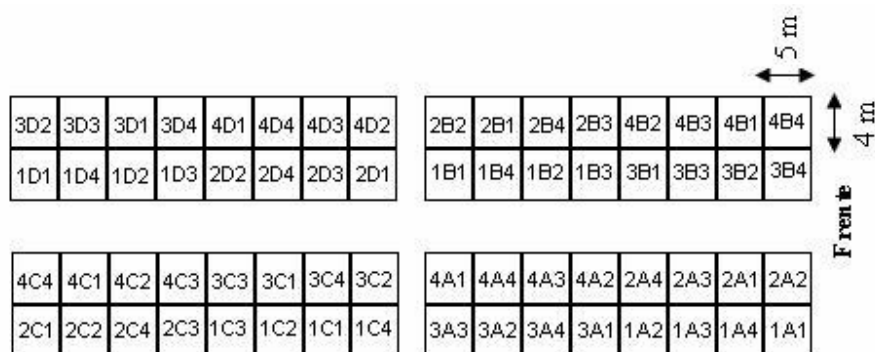 5 m
3D2 3D3 3D1 3D4 4D1 4D4 4D3 4D2 2B2 2B1 2B4 2B3 4B2 4B3 4B1 4B4
4 m
1D1 1D4 1D2 1D3 2D2 2D4 2D3 2D1 1B1 1B4 1B2 1B3 3B1 3B3 3B2 3B4
Frente
4C4 4C1 4C2 4C3 3C3 3C1 3C4 3C2 4A1 4A4 4A3 4A2 2A4 2A3 2A1 2A2
2C1 2C2 2C4 2C3 1C3 1C2 1C1 1C4 3A3 3A2 3A4 3A1 1A2 1A3 1A4 1A1